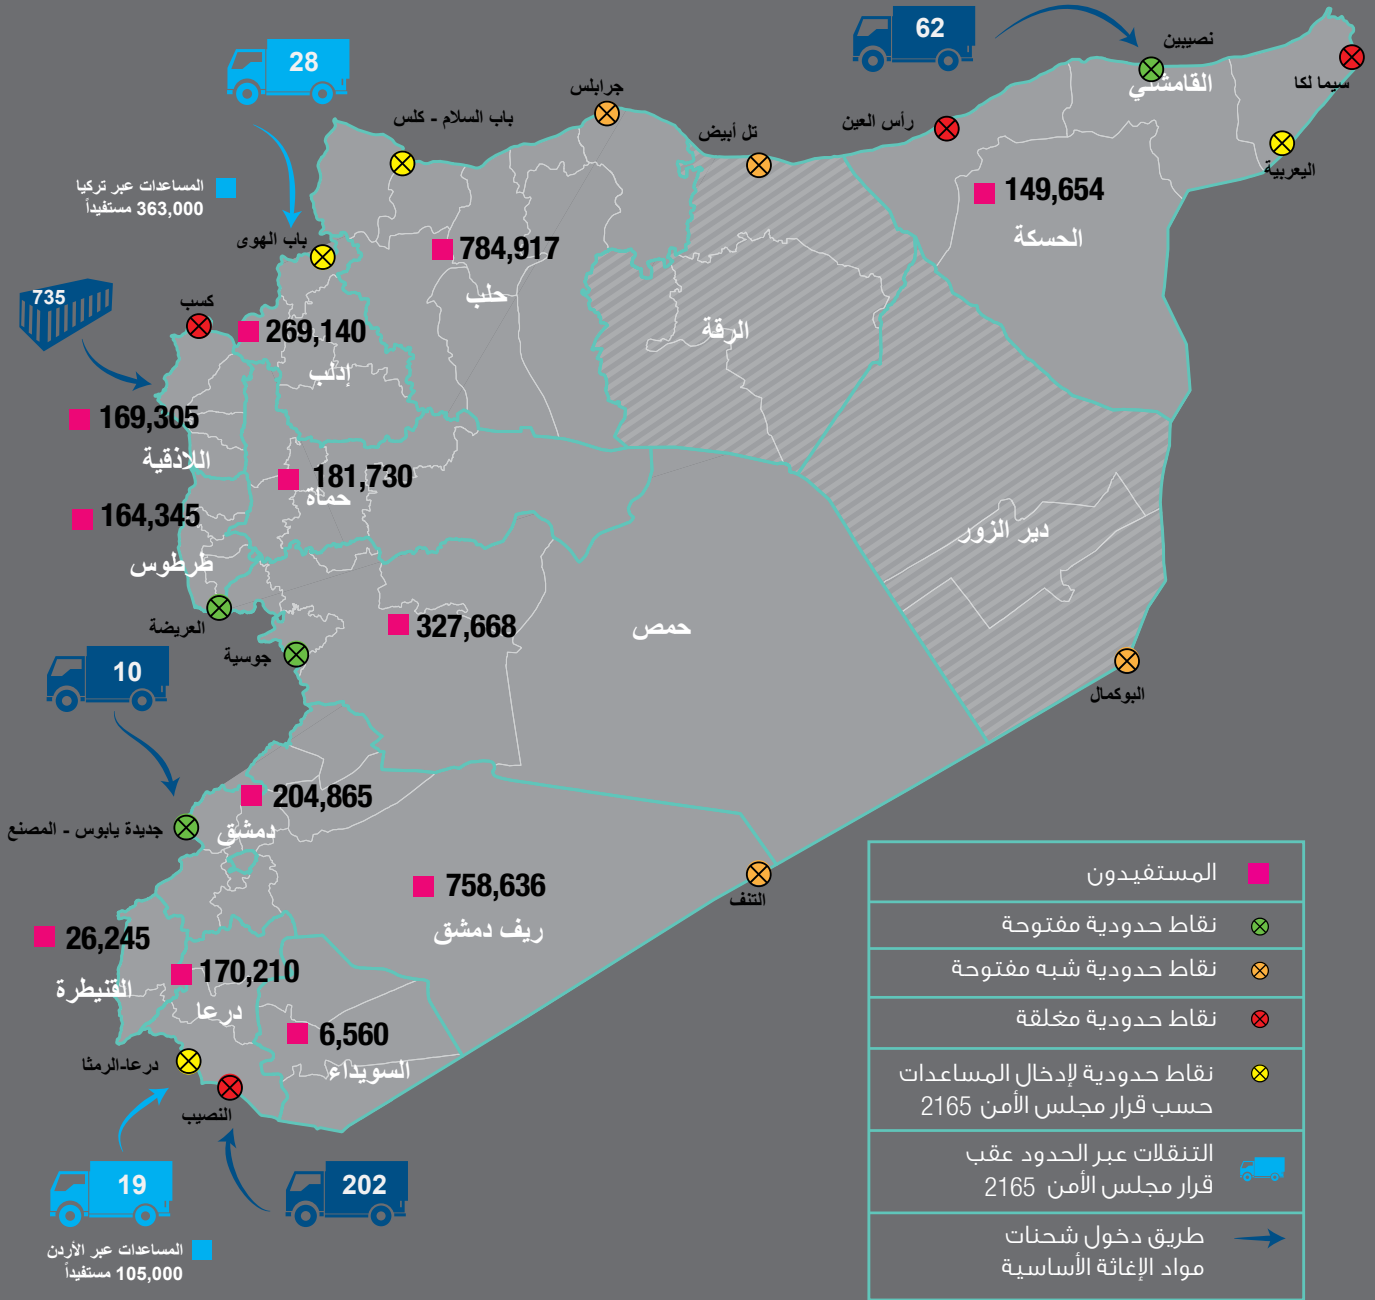 62
نصيبين
القامشلي
سيما لكا
28
جرابلس
باب السلام - كلس
رأس العين
تل أبيض
اليعربية
المساعدات عبر تركيا
363,000 مستفيداً
149,654
الحسكة
باب الهوى
784,917
حلب
735
كسب
269,140
إدلب
الرقة
169,305
اللاذقية
181,730
حماة
164,345
طرطوس
دير الزور
العريضة
327,668
حمص
جوسية
10
البوكمال
204,865
دمشق
جديدة يابوس - المصنع
758,636
ريف دمشق
التنف
26,245
القنيطرة
170,210
درعا
6,560
السويداء
درعا-الرمثا
النصيب
19
202
المساعدات عبر الأردن
105,000 مستفيداً
المستفيدون
نقاط حدودية مفتوحة
نقاط حدودية شبه مفتوحة
نقاط حدودية مغلقة
نقاط حدودية لإدخال المساعدات
حسب قرار مجلس الأمن 2165
التنقلات عبر الحدود عقب
قرار مجلس الأمن 2165
طريق دخول شحنات
مواد الإغاثة الأساسية